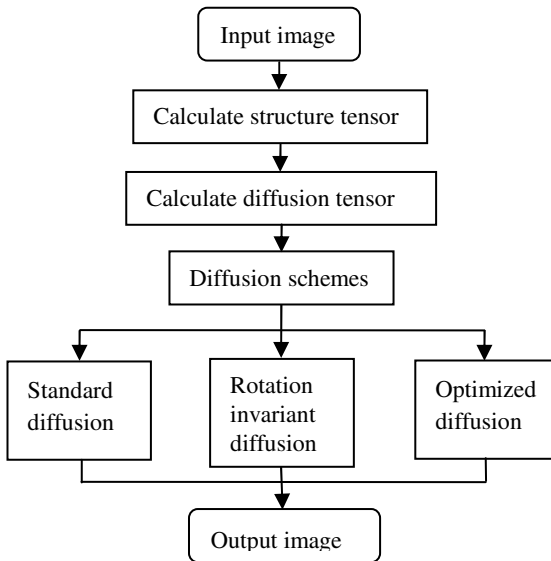 Input image
Calculate structure tensor
Calculate diffusion tensor
Diffusion schemes
Standard
diffusion
Rotation
invariant
diffusion
Optimized
diffusion
Output image